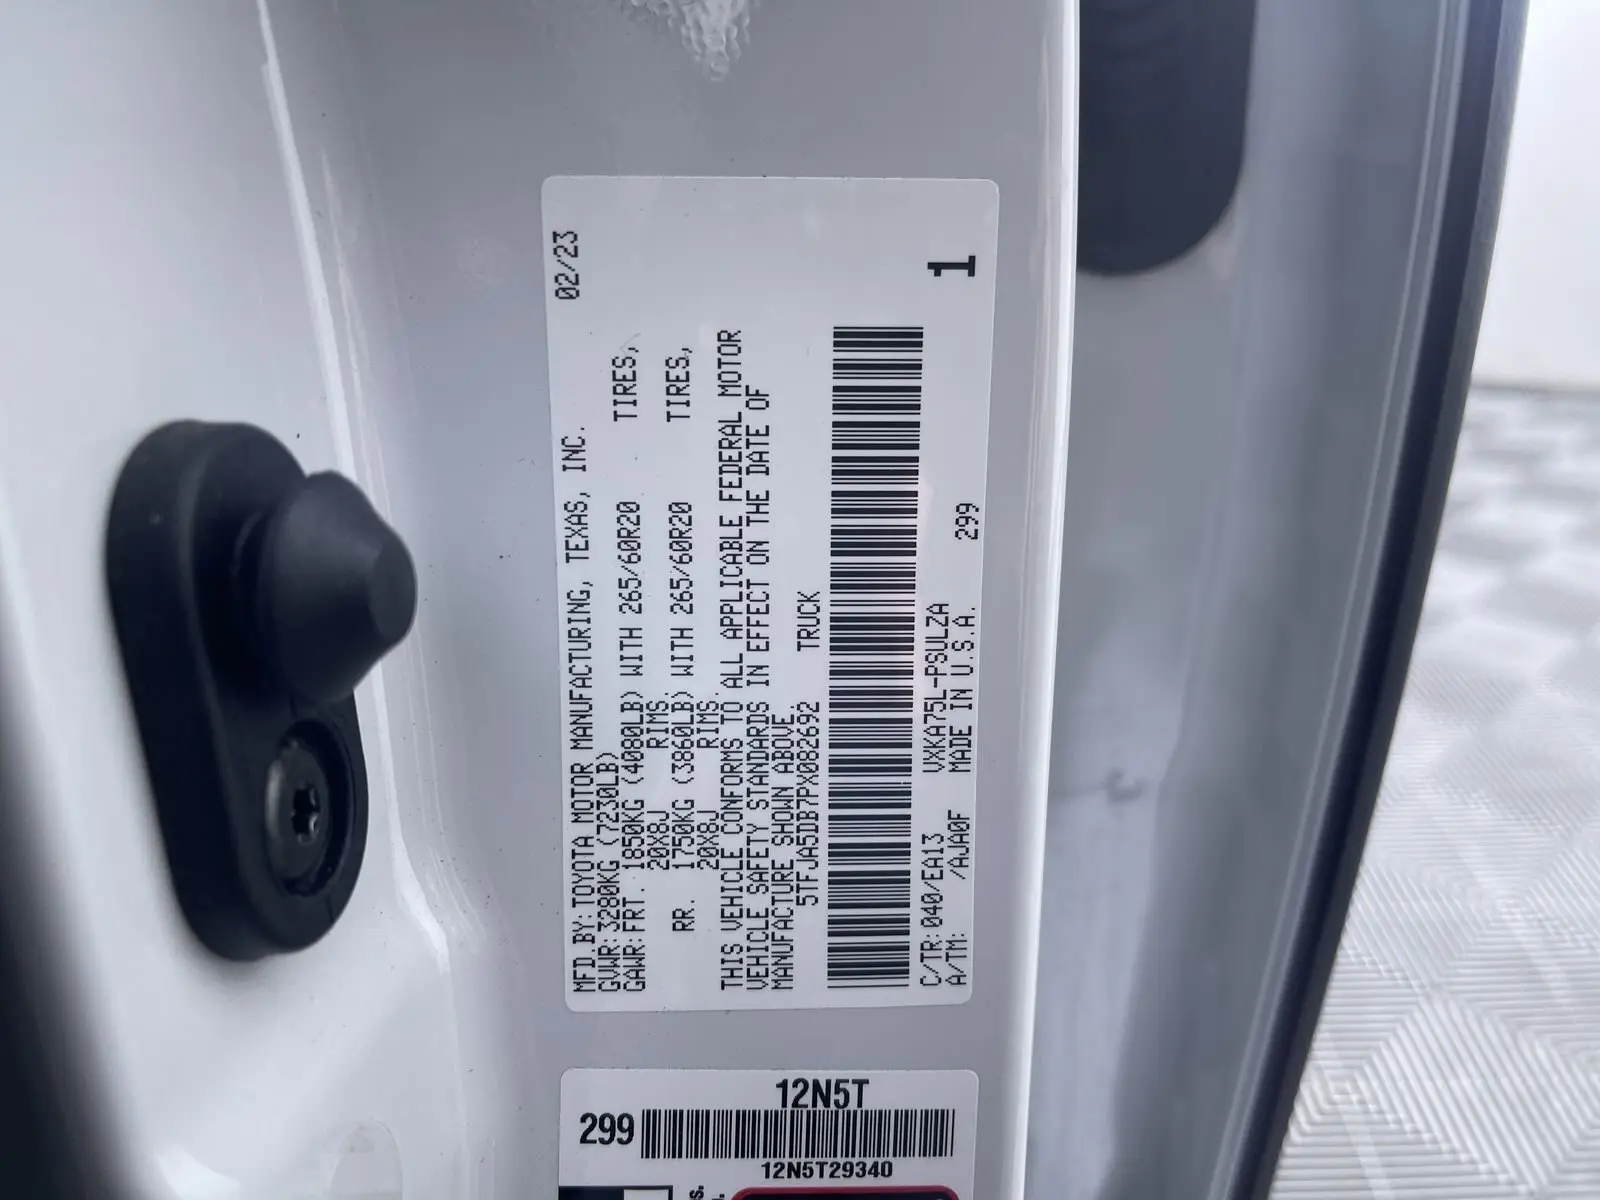 02/23
MFD.BY:TOYOTA MOTOR MANUFACTURING, TEXAS, INC.
GVWR:3280KG (7230LB)
GAWR:FRT. 1850KG (4080LB) WITH 265/60R20 TIRES,
20X8J RIMS.
RR. 1750KG (3860LB) WITH 265/60R20 TIRES,
20X8J RIMS.
THIS VEHICLE CONFORMS TO ALL APPLICABLE FEDERAL MOTOR
VEHICLE SAFETY STANDARDS IN EFFECT ON THE DATE OF
MANUFACTURE SHOWN ABOVE.
5TFJA5DB7PX082692 TRUCK
1
C/TR:040/EA13 VXKA75L-PSULZA
A/TM: /AJA0F MADE IN U.S.A. 299
12N5T
299
12N5T29340